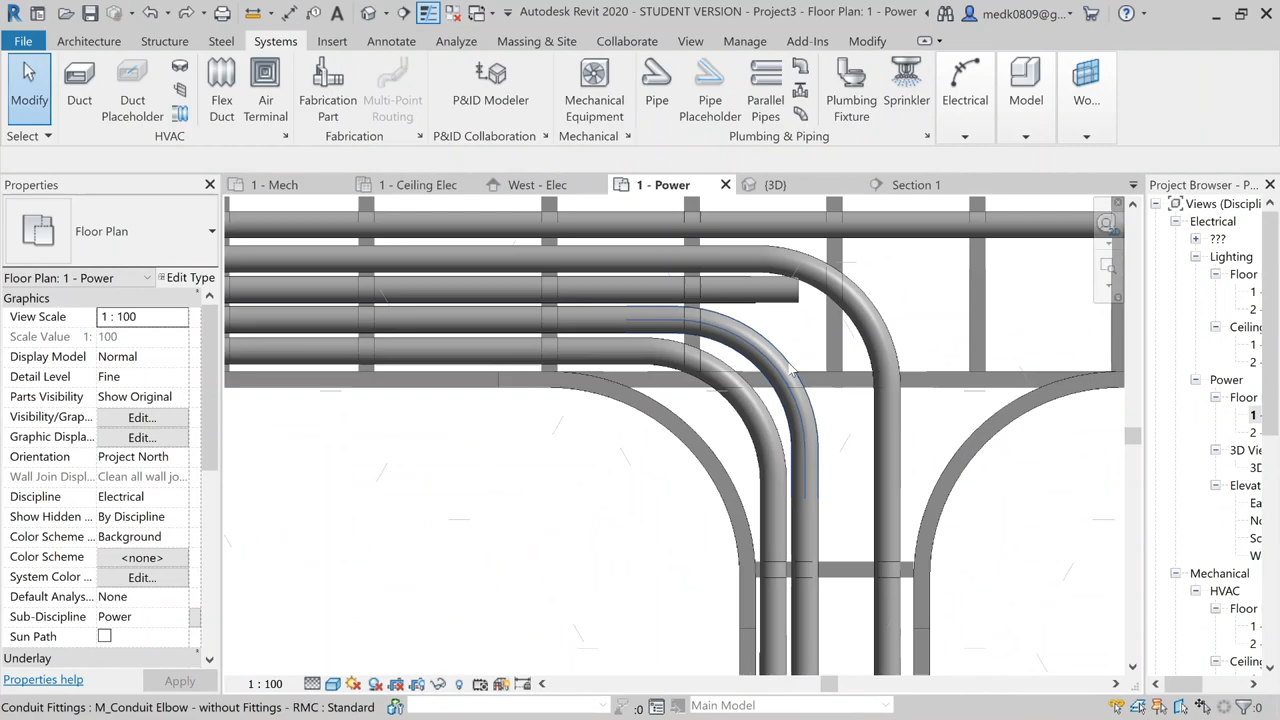 Autodesk Revit 2020 - STUDENT VERSION - Project3 - Floor Plan: 1 - Power
medk0809@g...
File Architecture Structure Steel Systems Insert Annotate Analyze Massing & Site Collaborate View Manage Add-Ins Modify
Modify Duct Duct Placeholder Flex Duct Air Terminal Fabrication Part Multi-Point Routing P&ID Modeler Mechanical Equipment Pipe Pipe Placeholder Parallel Pipes Plumbing Fixture Sprinkler Electrical Model Wo...
Select HVAC Fabrication P&ID Collaboration Mechanical Plumbing & Piping
Properties
1 - Mech 1 - Ceiling Elec West - Elec 1 - Power {3D} Section 1
Project Browser - P...
Floor Plan
Floor Plan: 1 - Power Edit Type
Graphics
View Scale 1 : 100
Scale Value 1: 100
Display Model Normal
Detail Level Fine
Parts Visibility Show Original
Visibility/Grap... Edit...
Graphic Displa... Edit...
Orientation Project North
Wall Join Displ... Clean all wall jo...
Discipline Electrical
Show Hidden ... By Discipline
Color Scheme ... Background
Color Scheme <none>
System Color ... Edit...
Default Analys... None
Sub-Discipline Power
Sun Path
Underlay
Properties help Apply
Views (Discipli
Electrical
???
Lighting
Floor
1 -
2 -
Ceilin
1 -
2 -
Power
Floor
1 -
2 -
3D Vie
3D
Elevat
Ea
No
So
W
Mechanical
HVAC
Floor
1 -
2 -
Ceilin
1 : 100
Conduit Fittings : M_Conduit Elbow - without Fittings - RMC : Standard
:0
Main Model
:0